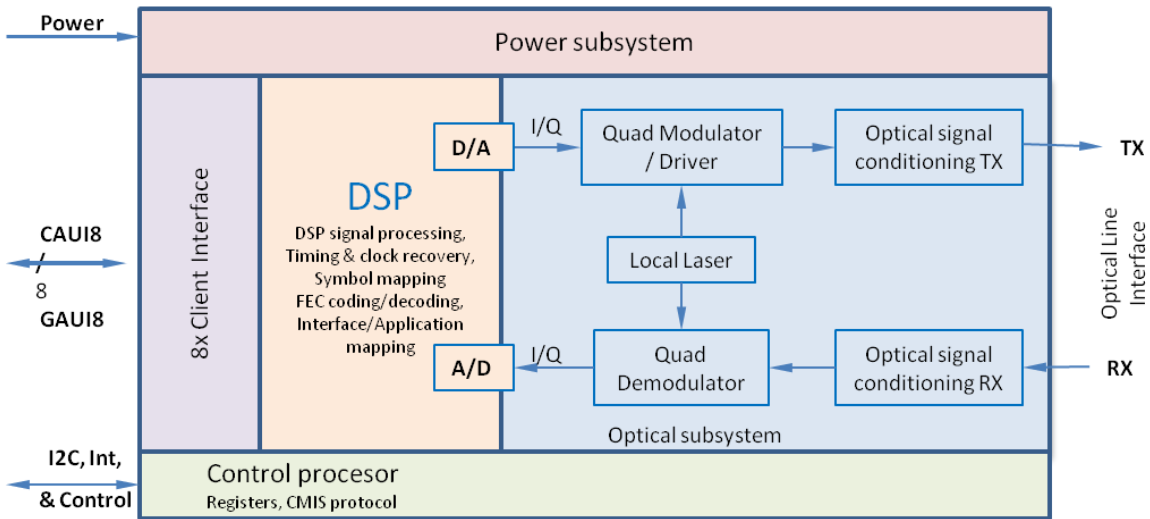 Power
Power subsystem
CAUI8
/
8
GAUI8
8x Client Interface
DSP
DSP signal processing,
Timing & clock recovery,
Symbol mapping
FEC coding/decoding,
Interface/Application
mapping
D/A
I/Q
Quad Modulator
/ Driver
Optical signal
conditioning TX
TX
Local Laser
Optical Line
Interface
A/D
I/Q
Quad
Demodulator
Optical signal
conditioning RX
RX
Optical subsystem
I2C, Int,
& Control
Control procesor
Registers, CMIS protocol